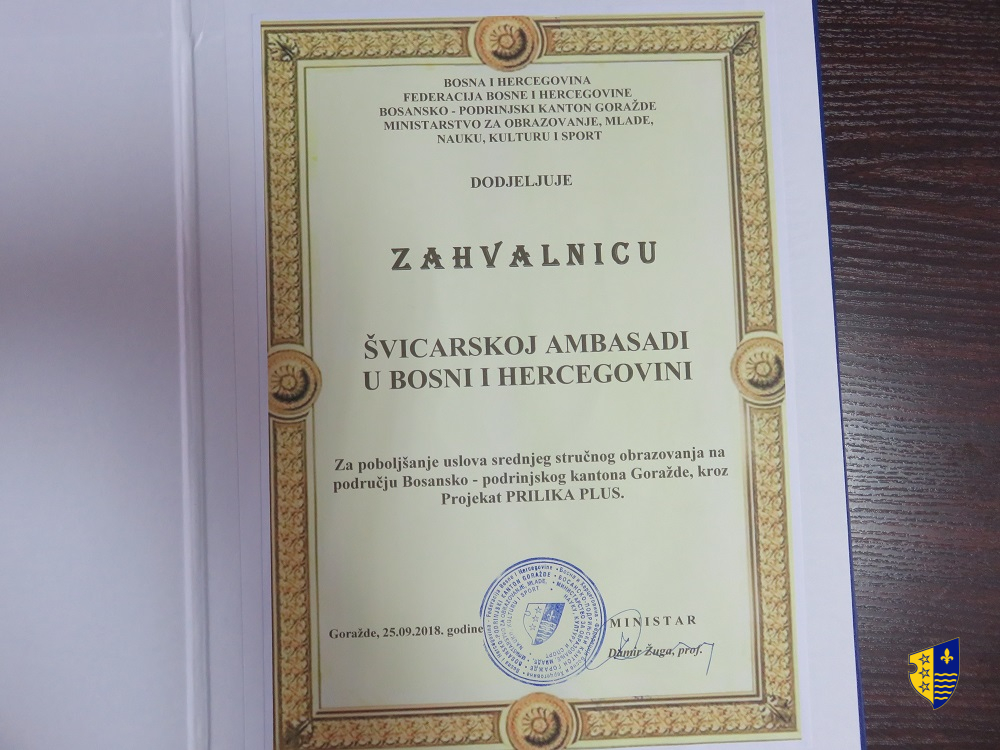 BOSNA I HERCEGOVINA
FEDERACIJA BOSNE I HERCEGOVINE
BOSANSKO - PODRINJSKI KANTON GORAŽDE
MINISTARSTVO ZA OBRAZOVANJE, MLADE,
NAUKU, KULTURU I SPORT
DODJELJUJE
ZAHVALNICU
ŠVICARSKOJ AMBASADI
U BOSNI I HERCEGOVINI
Za poboljšanje uslova srednjeg stručnog obrazovanja na
području Bosansko - podrinjskog kantona Goražde, kroz
Projekat PRILIKA PLUS.
Goražde, 25.09.2018. godine
MINISTAR
Damir Žuga, prof.